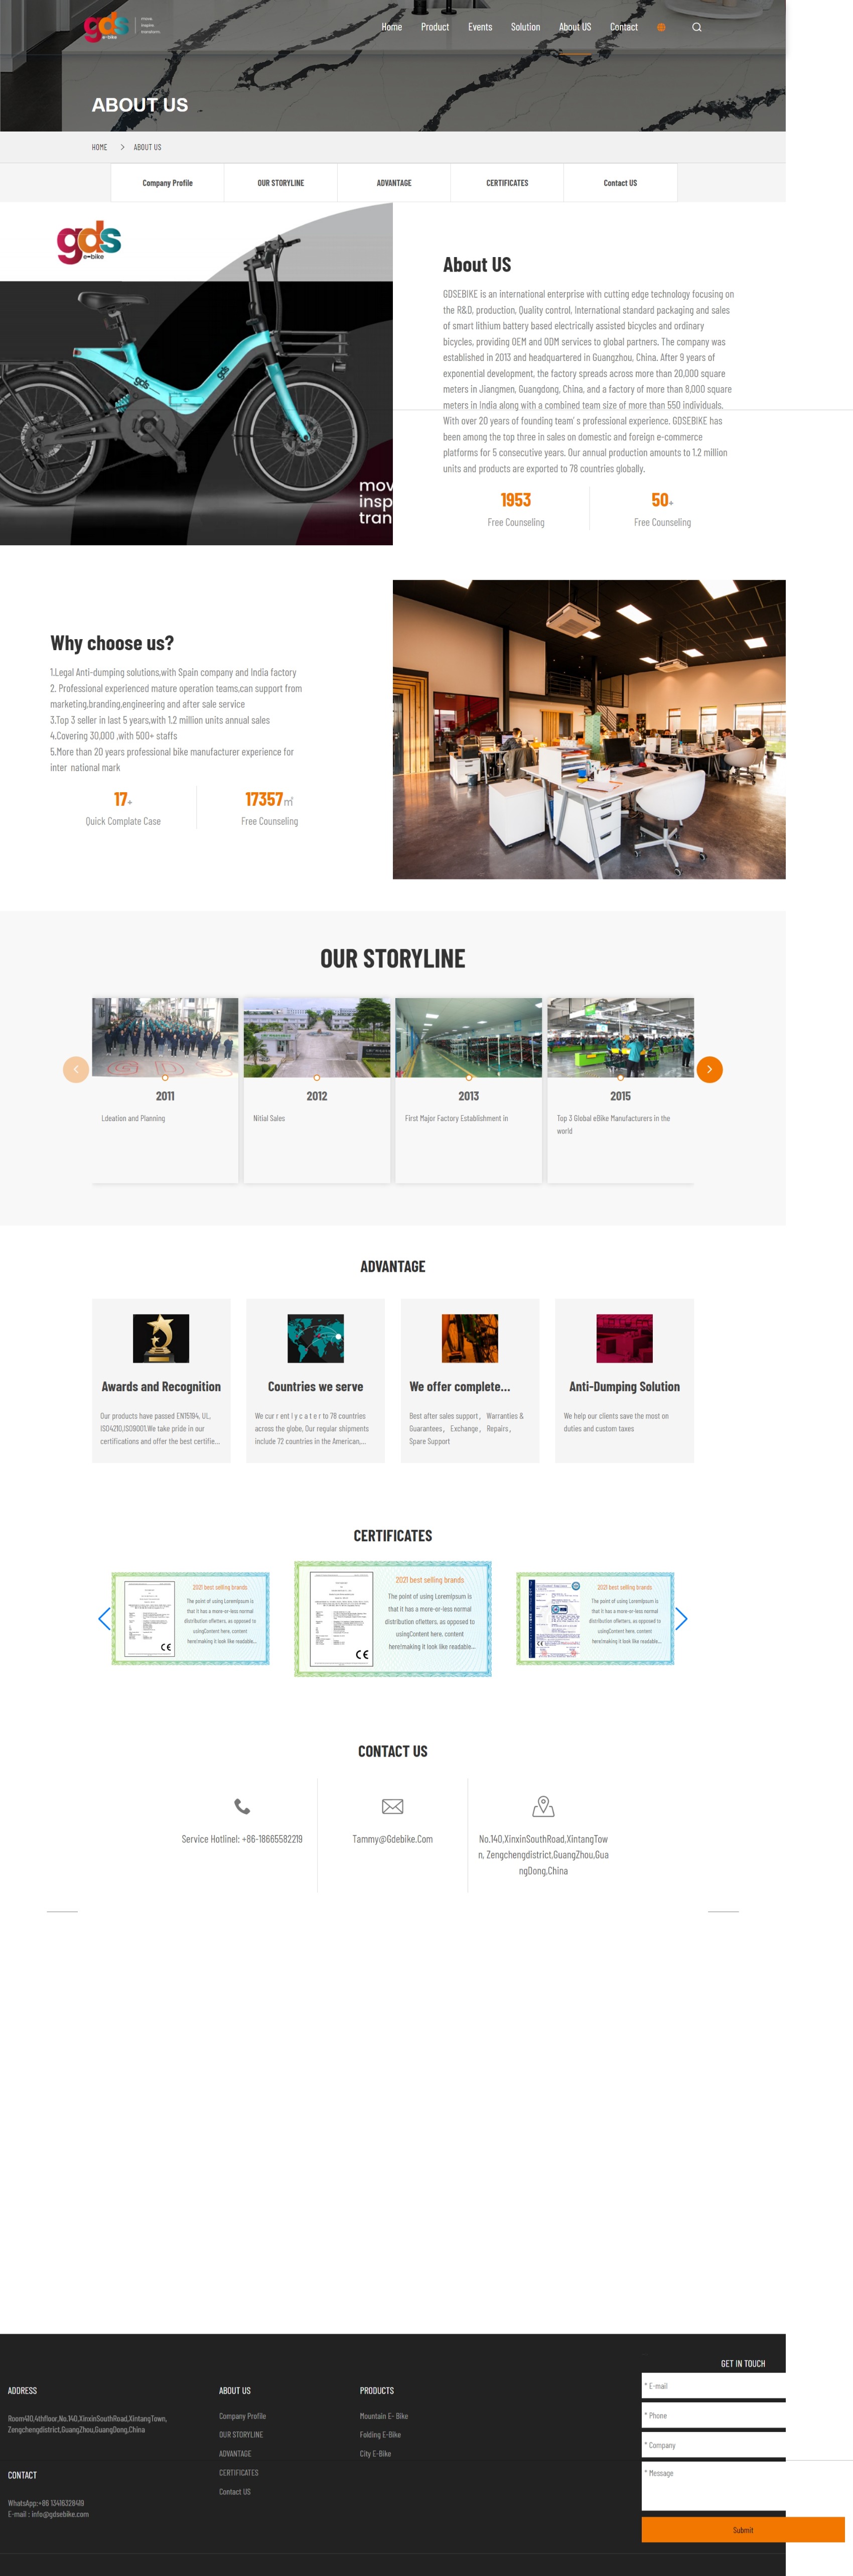 gds
e-bike
move.
inspire.
transform.
Home Product Events Solution About US Contact
ABOUT US
HOME > ABOUT US
Company Profile OUR STORYLINE ADVANTAGE CERTIFICATES Contact US
gds
e-bike
gds
gds
mov
insp
tran
About US
GDSEBIKE is an international enterprise with cutting edge technology focusing on
the R&D, production, Quality control, International standard packaging and sales
of smart lithium battery based electrically assisted bicycles and ordinary
bicycles, providing OEM and ODM services to global partners. The company was
established in 2013 and headquartered in Guangzhou, China. After 9 years of
exponential development, the factory spreads across more than 20,000 square
meters in Jiangmen, Guangdong, China, and a factory of more than 8,000 square
meters in India along with a combined team size of more than 550 individuals.
With over 20 years of founding team' s professional experience. GDSEBIKE has
been among the top three in sales on domestic and foreign e-commerce
platforms for 5 consecutive years. Our annual production amounts to 1.2 million
units and products are exported to 78 countries globally.
1953 50+
Free Counseling Free Counseling
Why choose us?
1.Legal Anti-dumping solutions,with Spain company and India factory
2. Professional experienced mature operation teams,can support from
marketing,branding,engineering and after sale service
3.Top 3 seller in last 5 years,with 1.2 million units annual sales
4.Covering 30,000 ,with 500+ staffs
5.More than 20 years professional bike manufacturer experience for
inter national mark
17+ 17357㎡
Quick Complate Case Free Counseling
OUR STORYLINE
2011 2012 2013 2015
Ldeation and Planning
Nitial Sales
First Major Factory Establishment in
Top 3 Global eBike Manufacturers in the
world
ADVANTAGE
Awards and Recognition
Our products have passed EN15194, UL,
ISO4210,ISO9001.We take pride in our
certifications and offer the best certifie...
Countries we serve
We cur r ent l y c a t e r to 78 countries
across the globe, Our regular shipments
include 72 countries in the American,...
We offer complete...
Best after sales support， Warranties &
Guarantees， Exchange， Repairs，
Spare Support
Anti-Dumping Solution
We help our clients save the most on
duties and custom taxes
CERTIFICATES
2021 best selling brands
The point of using Loremlpsum is
that it has a more-or-less normal
distribution ofletters, as opposed to
usingContent here, content
here!making it look like readable...
CE
2021 best selling brands
The point of using Loremlpsum is
that it has a more-or-less normal
distribution ofletters, as opposed to
usingContent here, content
here!making it look like readable...
CE
2021 best selling brands
The point of using Loremlpsum is
that it has a more-or-less normal
distribution ofletters, as opposed to
usingContent here, content
here!making it look like readable...
CE
CONTACT US
Service Hotlinel: +86-18665582219
Tammy@Gdebike.Com
No.140,XinxinSouthRoad,XintangTow
n, Zengchengdistrict,GuangZhou,Gua
ngDong,China
ADDRESS
Room410,4thfloor,No.140,XinxinSouthRoad,XintangTown,
Zengchengdistrict,GuangZhou,GuangDong,China
CONTACT
WhatsApp:+86 13416328419
E-mail : info@gdsebike.com
ABOUT US
Company Profile
OUR STORYLINE
ADVANTAGE
CERTIFICATES
Contact US
PRODUCTS
Mountain E- Bike
Folding E-Bike
City E-Bike
GET IN TOUCH
* E-mail
* Phone
* Company
* Message
Submit